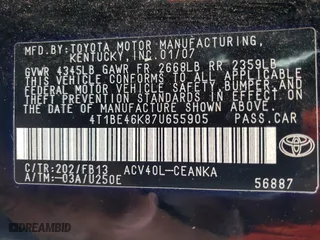 MFD.BY:TOYOTA MOTOR MANUFACTURING,
KENTUCKY,INC.01/07
GVWR 4345LB GAWR FR 2668LB RR 2359LB
THIS VEHICLE CONFORMS TO ALL APPLICABLE
FEDERAL MOTOR VEHICLE SAFETY,
BUMPER, AND THEFT PREVENTION STANDARDS
IN EFFECT ON THE DATE OF
MANUFACTURE SHOWN ABOVE.
4T1BE46K87U655905 PASS.CAR
C/TR:202/FB13 ACV40L-CEANKA
A/TM:-03A/U250E
TOYOTA
56887
DREAMBID